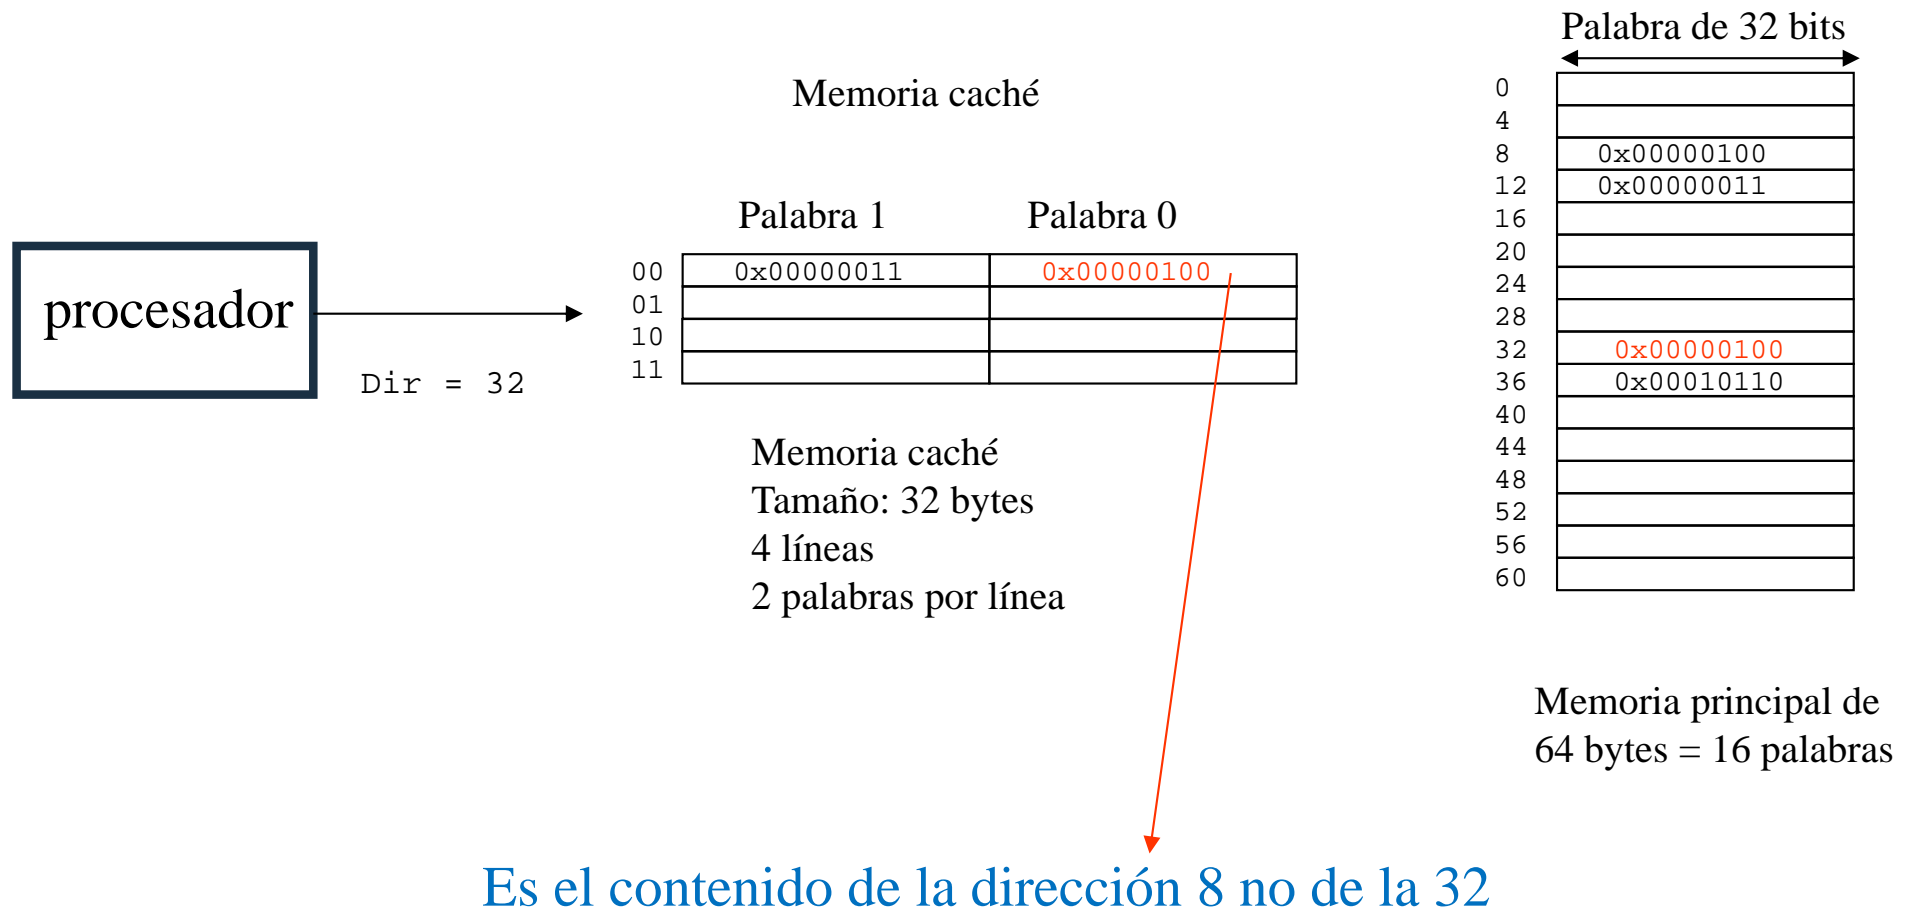 Palabra de 32 bits
Memoria caché
Palabra 1 Palabra 0
procesador
Dir = 32
00 0x00000011 0x00000100
01
10
11
Memoria caché
Tamaño: 32 bytes
4 líneas
2 palabras por línea
0
4
8 0x00000100
12 0x00000011
16
20
24
28
32 0x00000100
36 0x00010110
40
44
48
52
56
60
Memoria principal de
64 bytes = 16 palabras
Es el contenido de la dirección 8 no de la 32